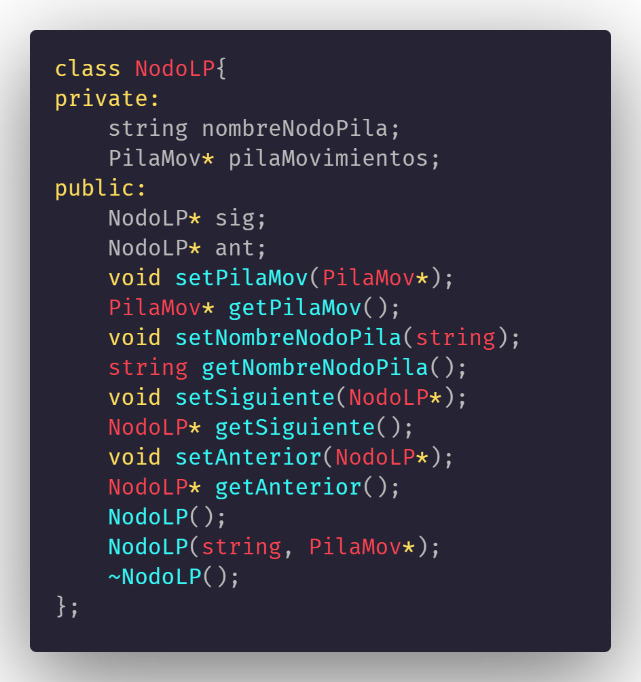 class NodoLP{
private:
    string nombreNodoPila;
    PilaMov* pilaMovimientos;
public:
    NodoLP* sig;
    NodoLP* ant;
    void setPilaMov(PilaMov*);
    PilaMov* getPilaMov();
    void setNombreNodoPila(string);
    string getNombreNodoPila();
    void setSiguiente(NodoLP*);
    NodoLP* getSiguiente();
    void setAnterior(NodoLP*);
    NodoLP* getAnterior();
    NodoLP();
    NodoLP(string, PilaMov*);
    ~NodoLP();
};